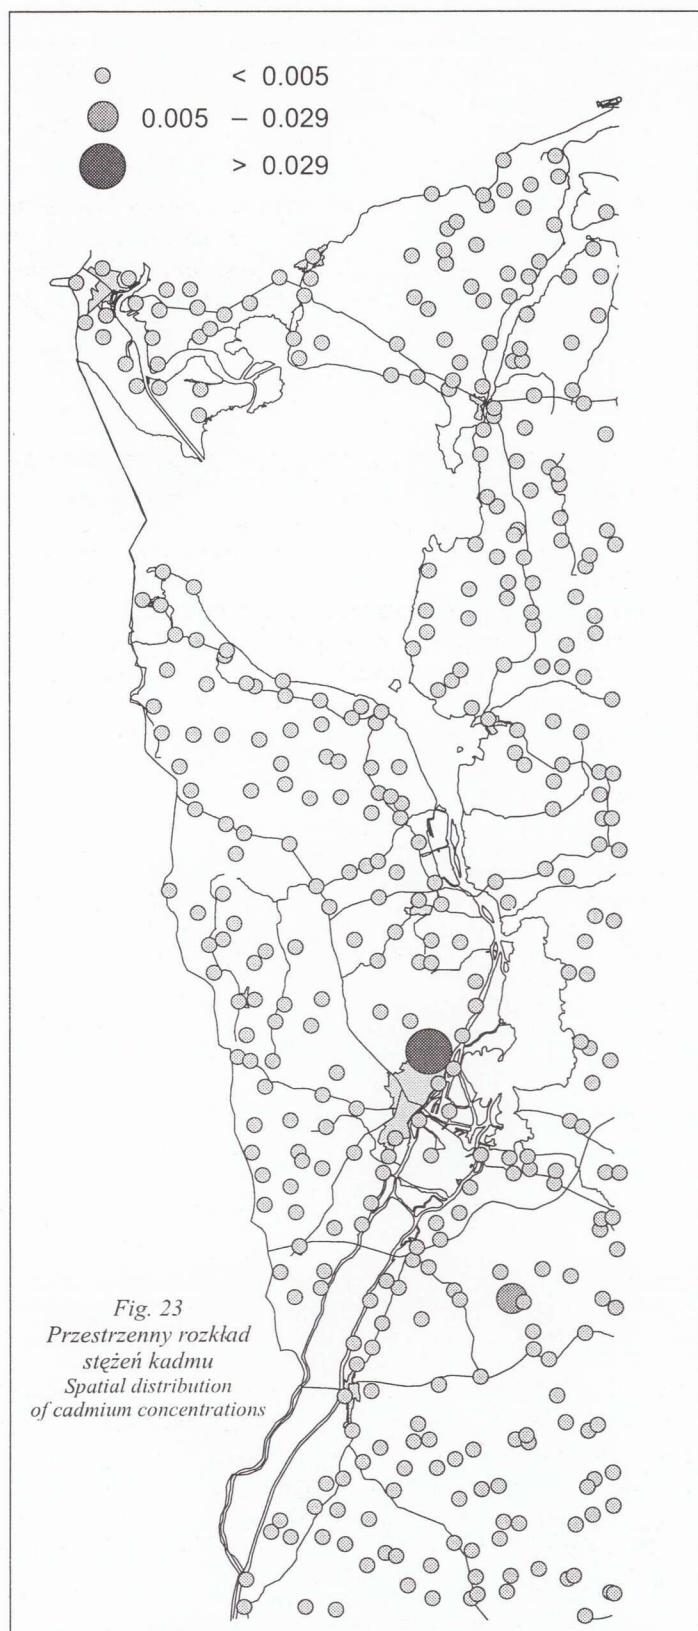 < 0.005
0.005 – 0.029
> 0.029
Fig. 23
Przestrzenny rozkład
stężeń kadmu
Spatial distribution
of cadmium concentrations